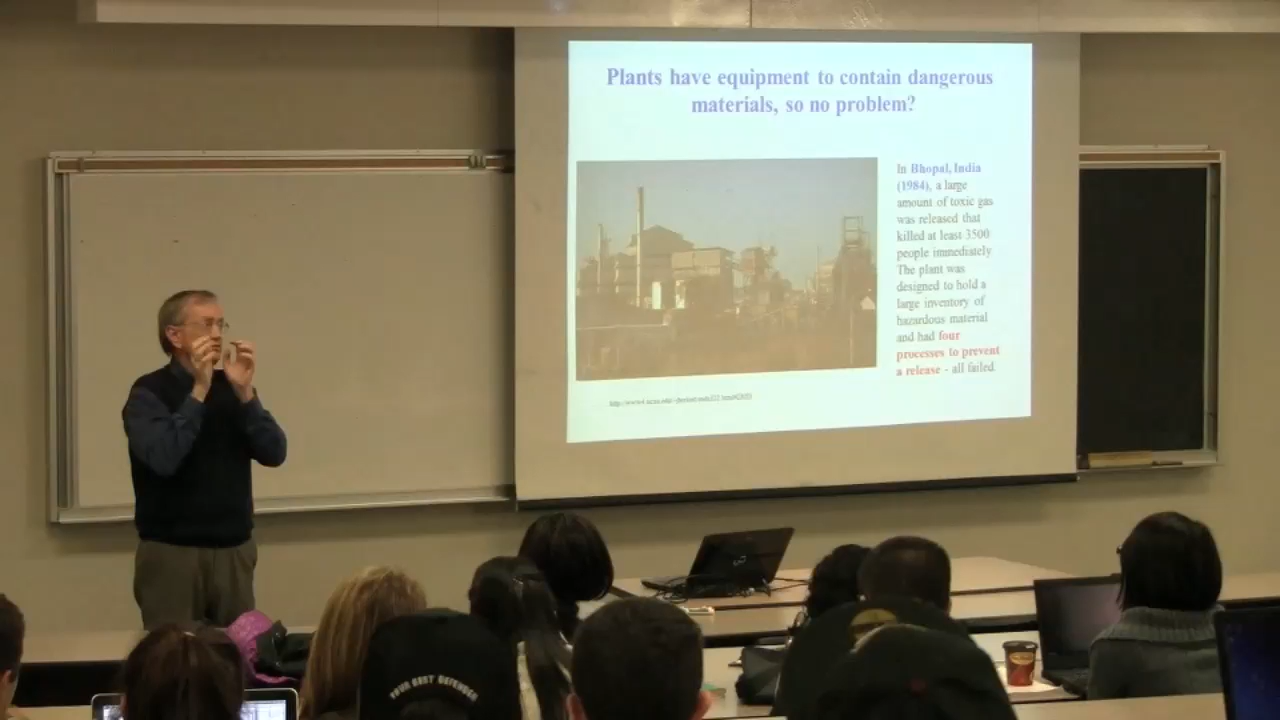 Plants have equipment to contain dangerous
materials, so no problem?
In Bhopal, India
(1984), a large
amount of toxic gas
was released that
killed at least 3500
people immediately
The plant was
designed to hold a
large inventory of
hazardous material
and had four
processes to prevent
a release - all failed.
DEFENDER